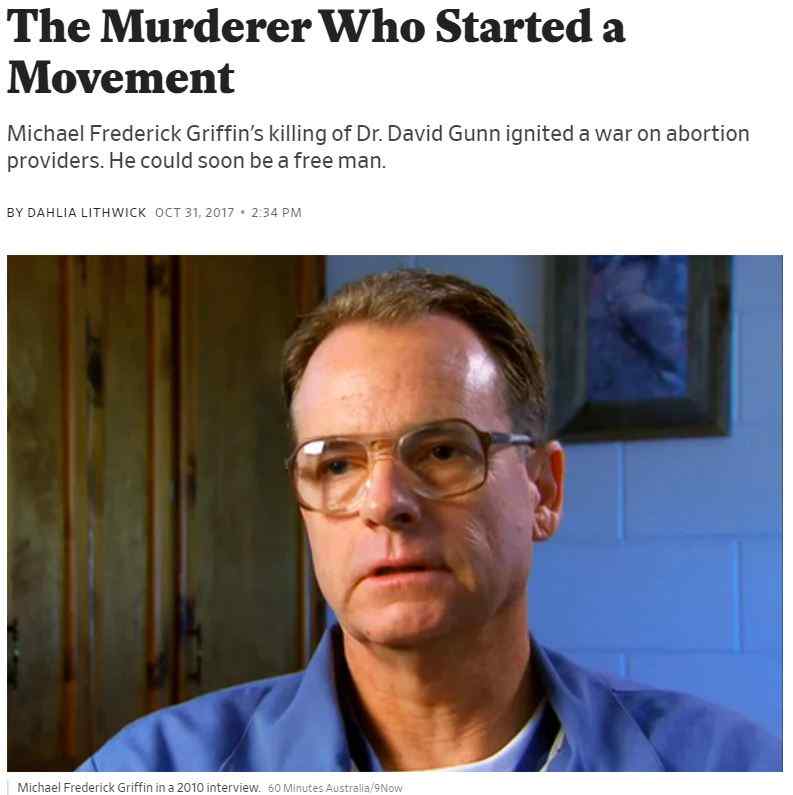 The Murderer Who Started a
Movement
Michael Frederick Griffin’s killing of Dr. David Gunn ignited a war on abortion
providers. He could soon be a free man.
BY DAHLIA LITHWICK OCT 31, 2017 • 2:34 PM
Michael Frederick Griffin in a 2010 interview. 60 Minutes Australia/9Now